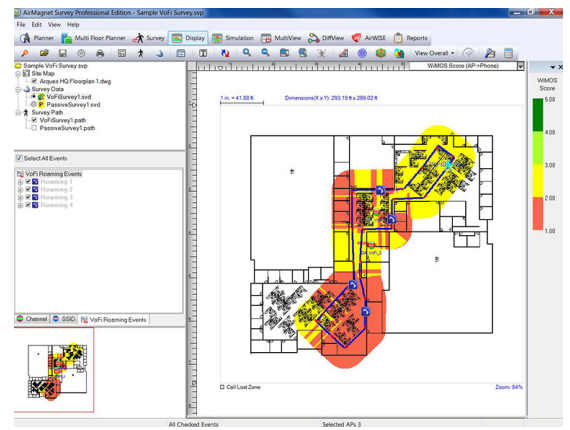 AirMagnet Survey Professional Edition - Sample VoFi Survey.svp
File Edit View Help
Planner Multi Floor Planner Survey Display Simulation MultiView DiffView AirWISE Reports
View Overall
Sample VoFi Survey.svp
Site Map
Arques HQ Floorplan 1.dwg
Survey Data
VoFiSurvey1.svd
PassiveSurvey1.svd
Survey Path
VoFiSurvey1.path
PassiveSurvey1.path
Select All Events
VoFi Roaming Events
Roaming 1
Roaming 2
Roaming 3
Roaming 4
Channel SSID VoFi Roaming Events
WiMOS Score (AP->Phone)
1 in. = 41.88 ft Dimensions(X x Y): 293.19 ft x 269.02 ft
Call Lost Zone
Zoom: 84%
WiMOS
Score
5.00
4.00
3.00
2.00
1.00
All Checked Events Selected APs 3